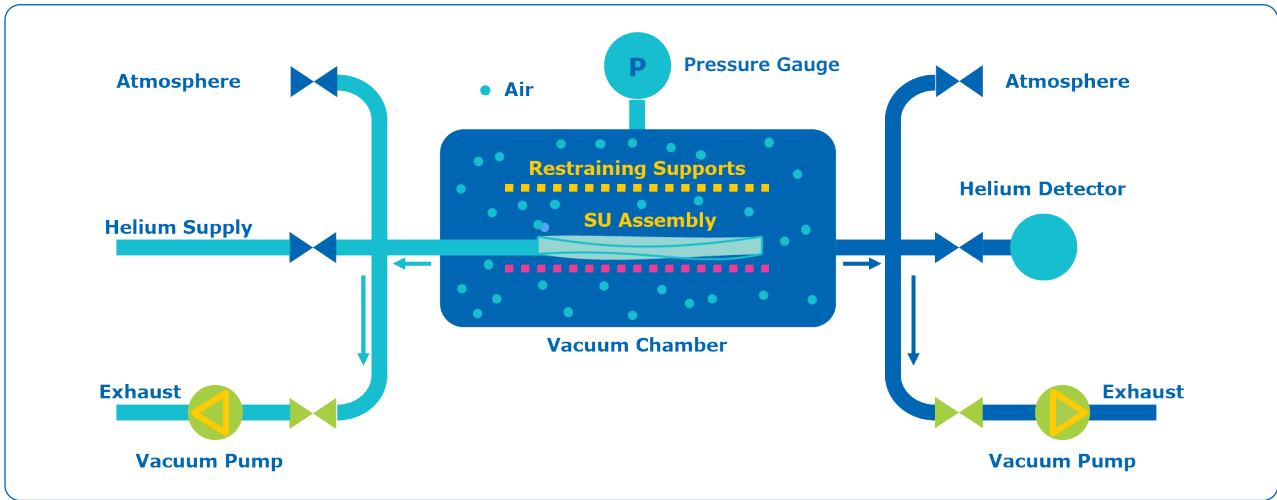 P
Pressure Gauge
Atmosphere
Air
Atmosphere
Restraining Supports
Helium Detector
SU Assembly
Helium Supply
Vacuum Chamber
Exhaust
Exhaust
Vacuum Pump
Vacuum Pump